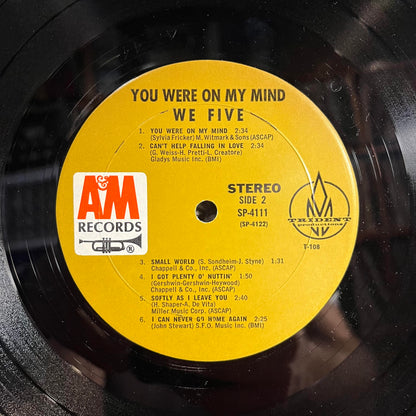 YOU WERE ON MY MIND
WE FIVE
1. YOU WERE ON MY MIND 2:34
(Sylvia Fricker) M. Witmark & Sons (ASCAP)
2. CAN'T HELP FALLING IN LOVE 2:40
(G. Weiss-H. Pretti-L. Creatore)
Gladys Music Inc. (BMI)
A&M
RECORDS
®
STEREO
SIDE 2
SP-4111
(SP-4122)
TRIDENT
productions
T-108
3. SMALL WORLD (S. Sondheim-J. Styne) 1:31
Chappell & Co., Inc. (ASCAP)
4. I GOT PLENTY O' NUTTIN' 2:40
(Gershwin-Gershwin-Heywood)
Chappell & Co., Inc. (ASCAP)
5. SOFTLY AS I LEAVE YOU 2:40
(H. Shaper-A. De Vita)
Miller Music Corp. (ASCAP)
6. I CAN NEVER GO HOME AGAIN 2:25
(John Stewart) S.F.O. Music Inc. (BMI)